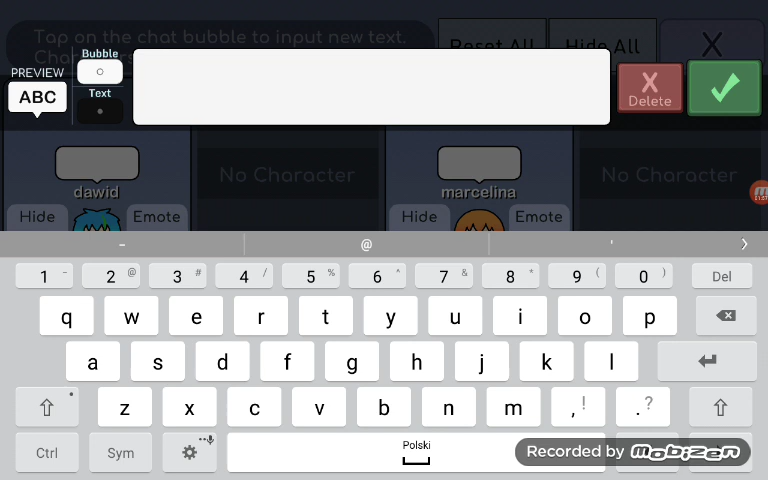 Tap on the chat bubble to input new text.
Reset All
Hide All
X
Bubble
PREVIEW
ABC
Text
X
Delete
dawid
No Character
marcelina
No Character
Hide
Emote
Hide
Emote
- @ '
1 - 2 @ 3 # 4 / 5 % 6 ^ 7 & 8 * 9 ( 0 ) Del
q w e r t y u i o p
a s d f g h j k l
z x c v b n m , ! . ?
Ctrl Sym Polski
Recorded by mobizen